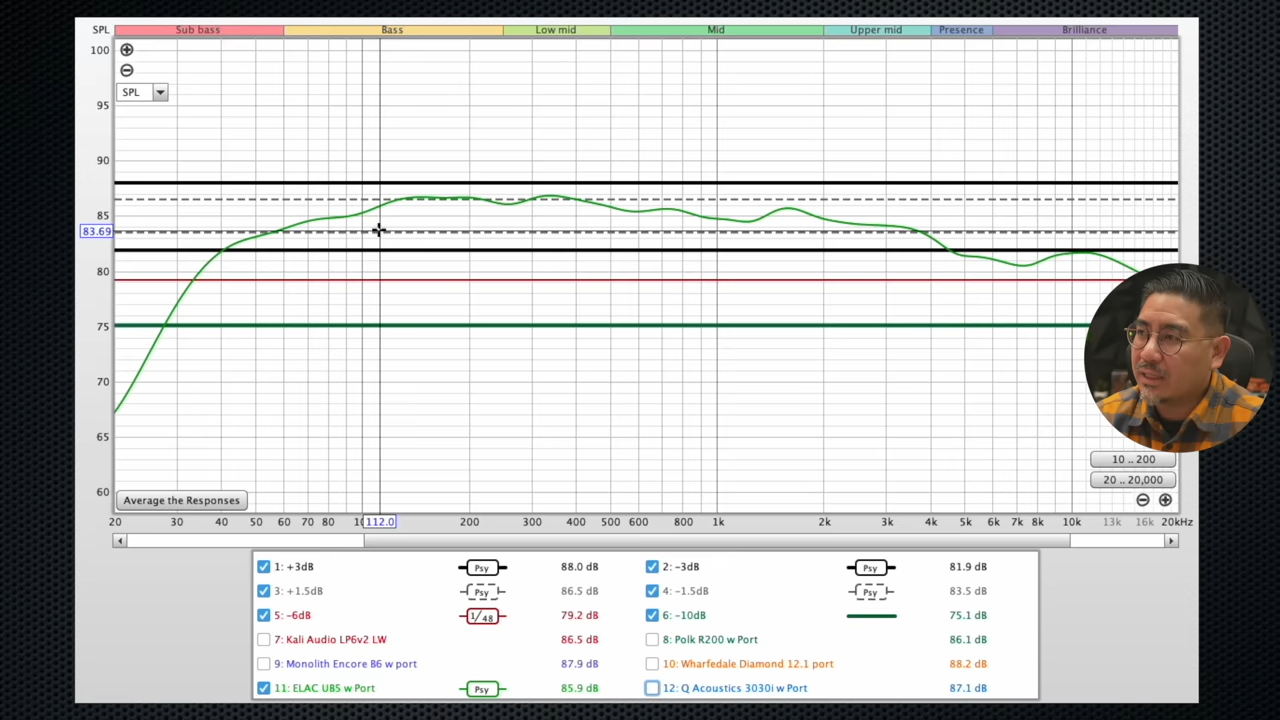 SPL Sub bass Bass Low mid Mid Upper mid Presence Brilliance
100
SPL
95
90
85
83.69
80
75
70
65
10 .. 200
20 .. 20,000
60
Average the Responses
20 30 40 50 60 70 80 112.0 200 300 400 500 600 800 1k 2k 3k 4k 5k 6k 7k 8k 10k 13k 16k 20kHz
1: +3dB Psy 88.0 dB 2: -3dB Psy 81.9 dB
3: +1.5dB Psy 86.5 dB 4: -1.5dB Psy 83.5 dB
5: -6dB 1/48 79.2 dB 6: -10dB 75.1 dB
7: Kali Audio LP6v2 LW 86.5 dB 8: Polk R200 w Port 86.1 dB
9: Monolith Encore B6 w port 87.9 dB 10: Wharfedale Diamond 12.1 port 88.2 dB
11: ELAC UB5 w Port Psy 85.9 dB 12: Q Acoustics 3030i w Port 87.1 dB